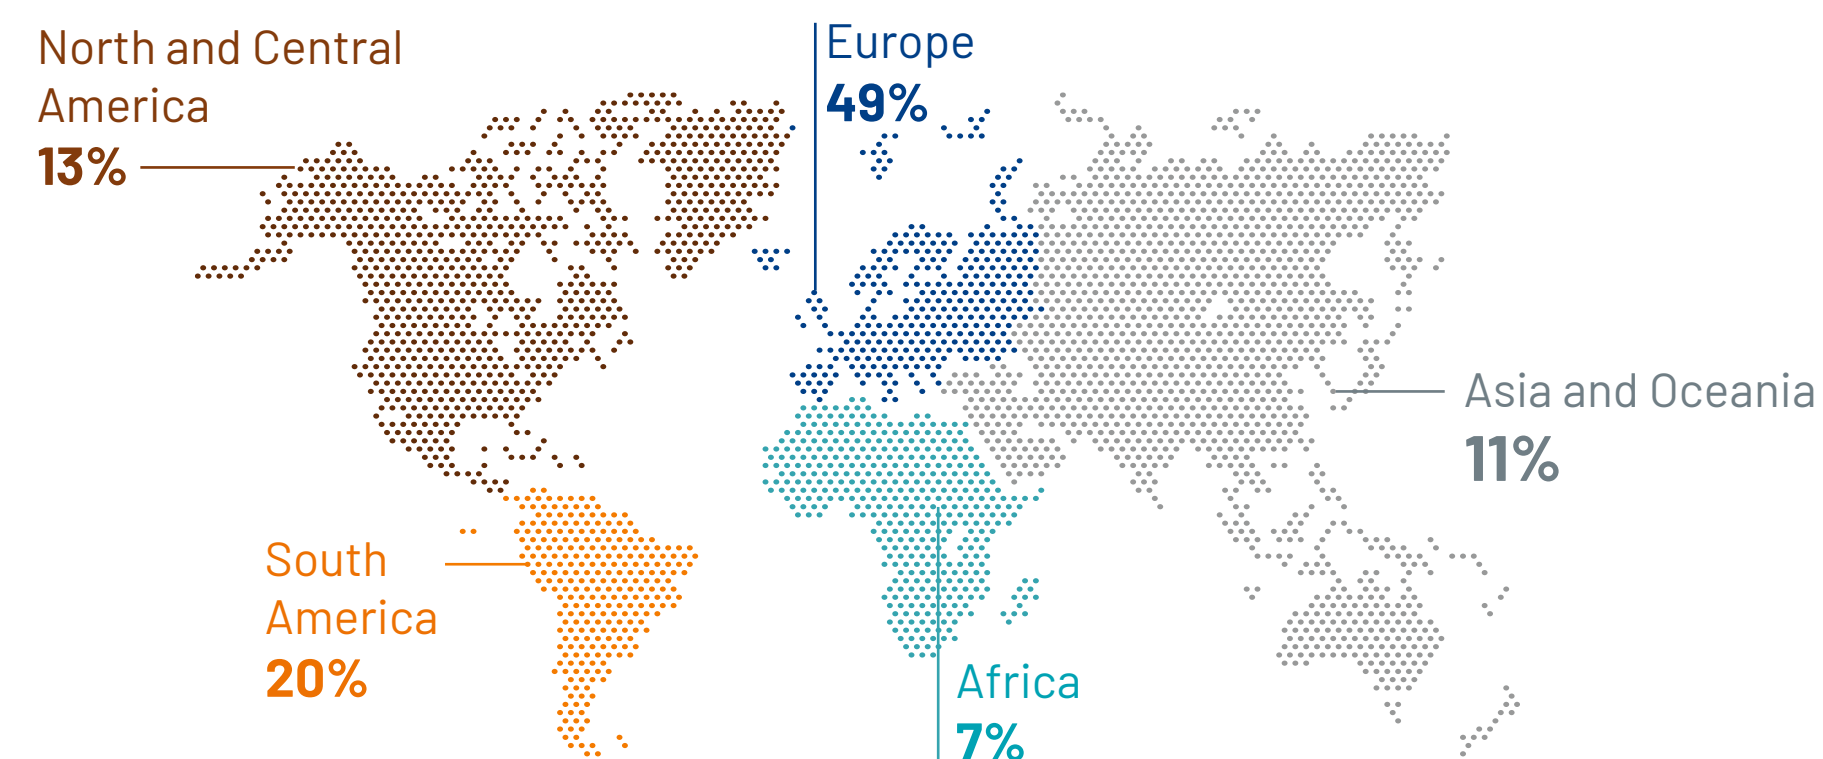 North and Central
America
13%
Europe
49%
Asia and Oceania
11%
South
America
20%
Africa
7%